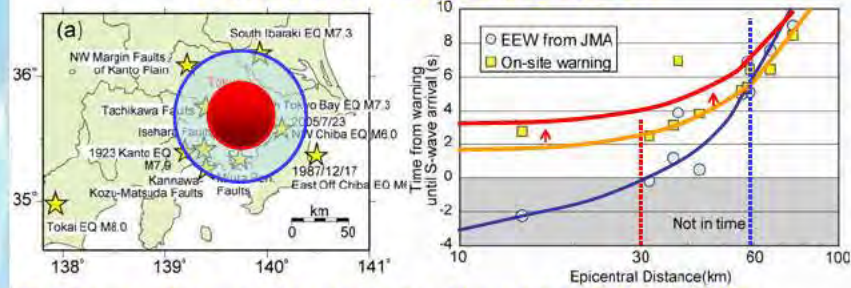 (a)
South Ibaraki EQ M7.3
NW Margin Faults
of Kanto Plain
36°
Tachikawa Faults
Tokyo Bay EQ M7.3
2005/7/23
NW Chiba EQ M6.0
1923 Kanto EQ
M7.9
1987/12/17
East Off Chiba EQ
Kannawa-
Kozu-Matsuda Faults
Faults
35°
Tokai EQ M8.0
km
0 50
138° 139° 140° 141°
Time from warning
until S-wave arrival (s)
10
8
6
4
2
0
-2
-4
EEW from JMA
On-site warning
Not in time
10 30 60 100
Epicentral Distance(km)